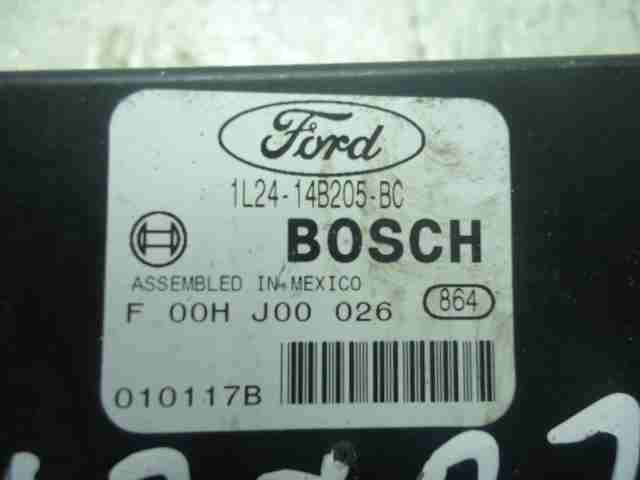 Ford
1L24-14B205-BC
BOSCH
ASSEMBLED IN MEXICO
F 00H J00 026 864
010117B